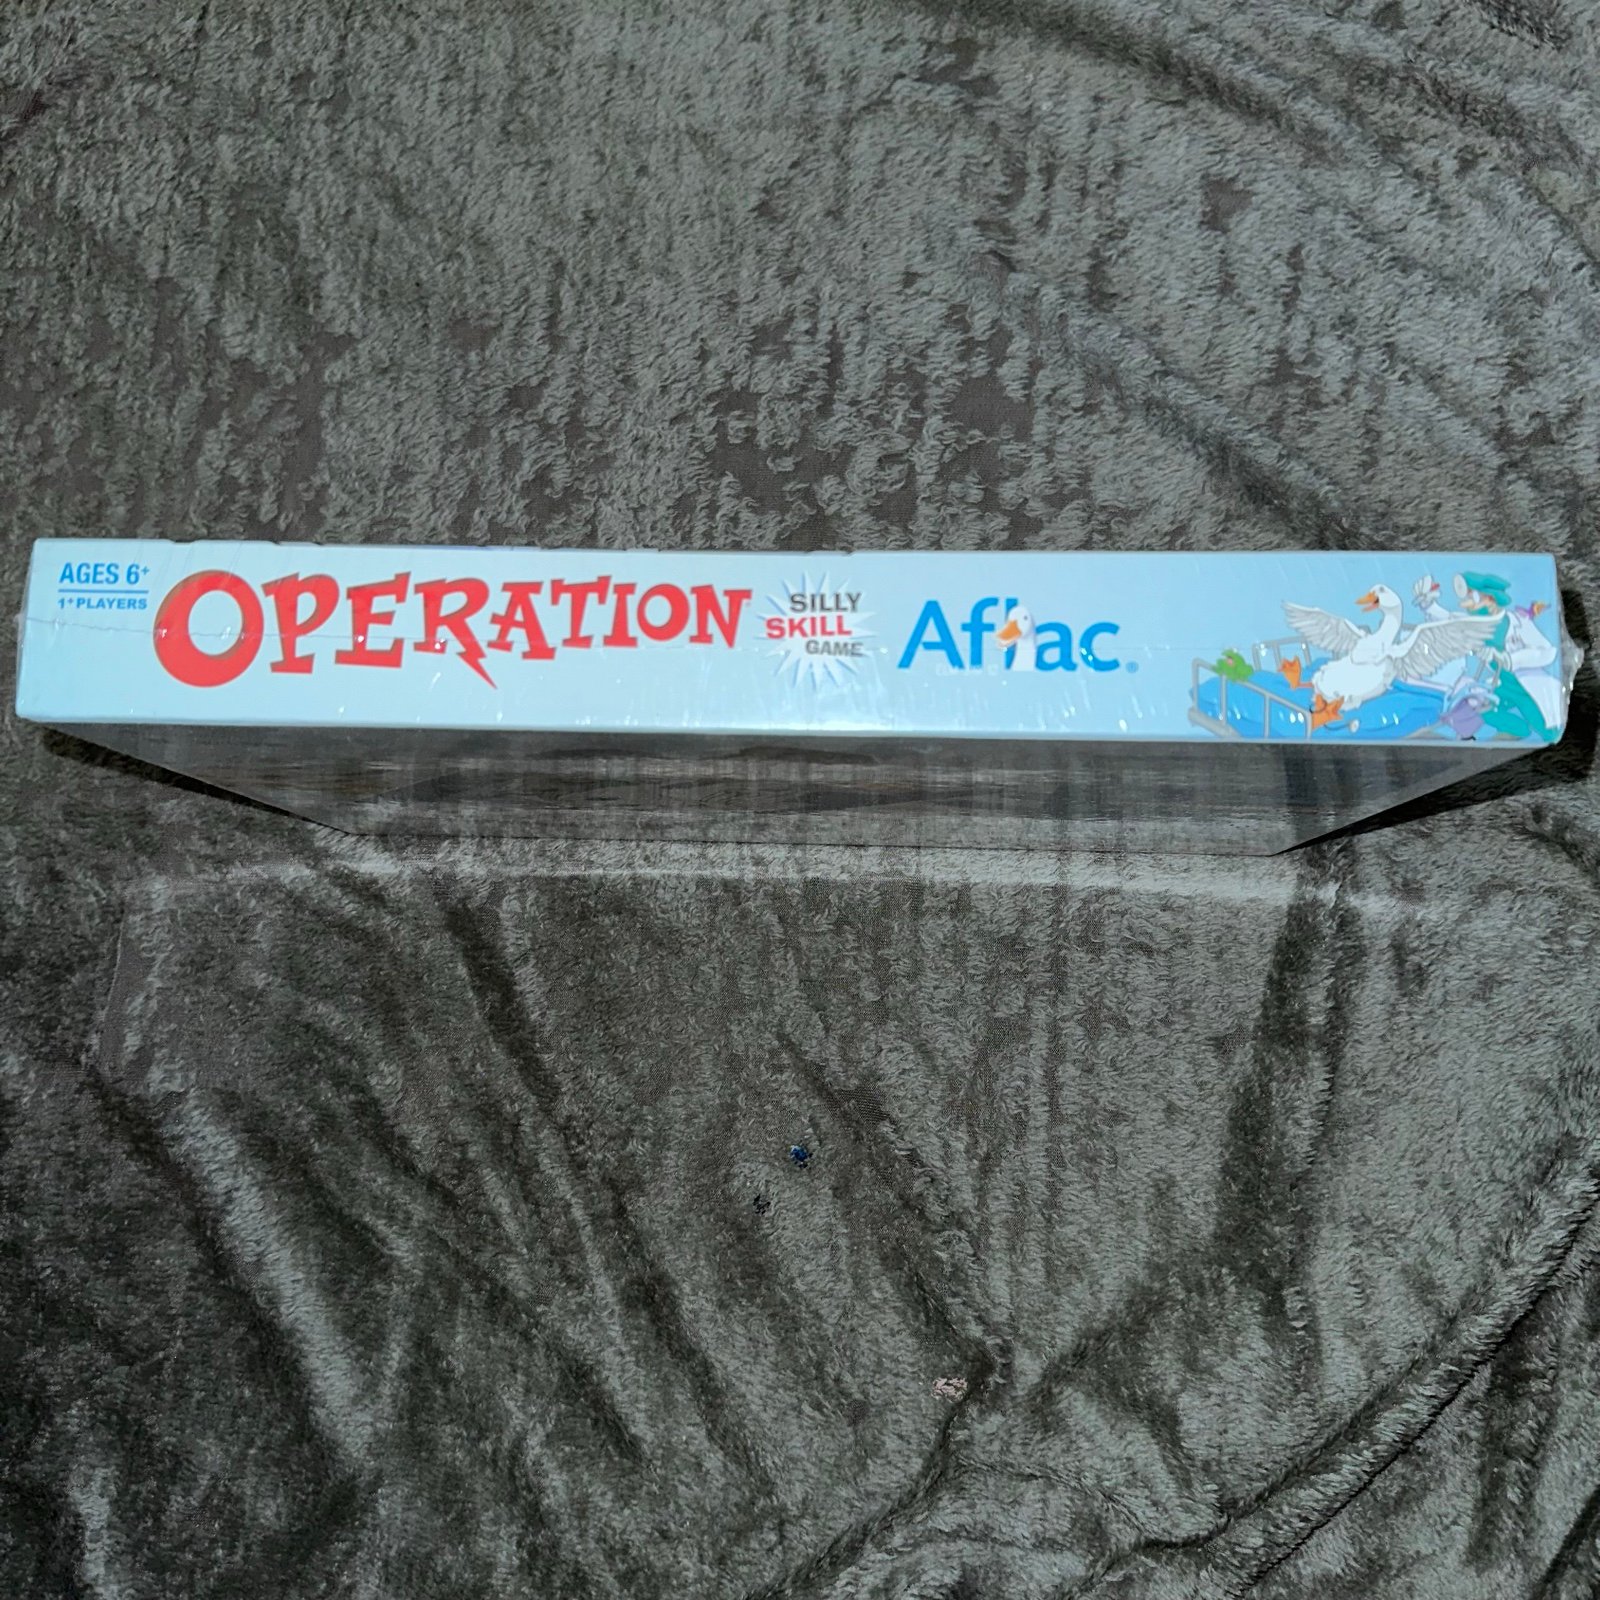 AGES 6+
1+ PLAYERS
OPERATION
SILLY
SKILL
GAME
Aflac®